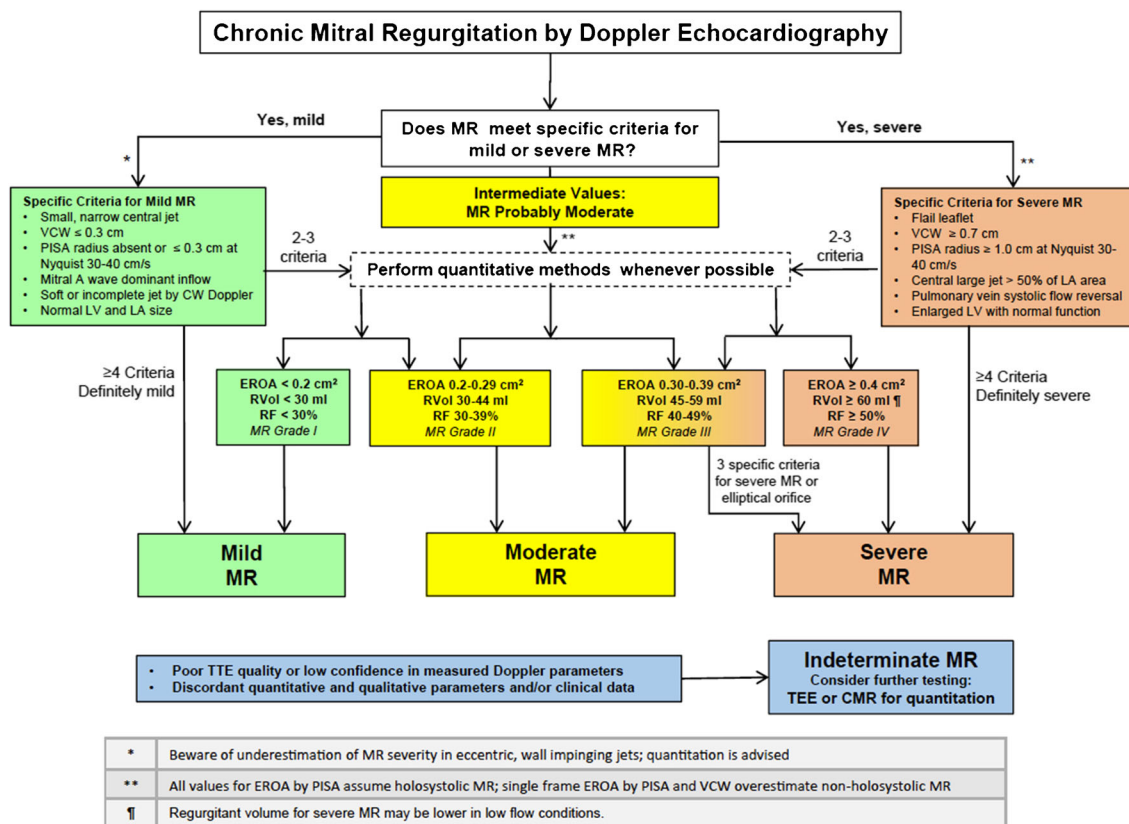 Chronic Mitral Regurgitation by Doppler Echocardiography
Yes, mild
Does MR meet specific criteria for
mild or severe MR?
Yes, severe
*
**
Specific Criteria for Mild MR
• Small, narrow central jet
• VCW ≤ 0.3 cm
• PISA radius absent or ≤ 0.3 cm at
Nyquist 30-40 cm/s
• Mitral A wave dominant inflow
• Soft or incomplete jet by CW Doppler
• Normal LV and LA size
Intermediate Values:
MR Probably Moderate
**
Specific Criteria for Severe MR
• Flail leaflet
• VCW ≥ 0.7 cm
• PISA radius ≥ 1.0 cm at Nyquist 30-
40 cm/s
• Central large jet > 50% of LA area
• Pulmonary vein systolic flow reversal
• Enlarged LV with normal function
2-3
criteria
Perform quantitative methods whenever possible
2-3
criteria
≥4 Criteria
Definitely mild
EROA < 0.2 cm²
RVol < 30 ml
RF < 30%
MR Grade I
EROA 0.2-0.29 cm²
RVol 30-44 ml
RF 30-39%
MR Grade II
EROA 0.30-0.39 cm²
RVol 45-59 ml
RF 40-49%
MR Grade III
EROA ≥ 0.4 cm²
RVol ≥ 60 ml ¶
RF ≥ 50%
MR Grade IV
≥4 Criteria
Definitely severe
3 specific criteria
for severe MR or
elliptical orifice
Mild
MR
Moderate
MR
Severe
MR
• Poor TTE quality or low confidence in measured Doppler parameters
• Discordant quantitative and qualitative parameters and/or clinical data
Indeterminate MR
Consider further testing:
TEE or CMR for quantitation
* Beware of underestimation of MR severity in eccentric, wall impinging jets; quantitation is advised
** All values for EROA by PISA assume holosystolic MR; single frame EROA by PISA and VCW overestimate non-holosystolic MR
¶ Regurgitant volume for severe MR may be lower in low flow conditions.